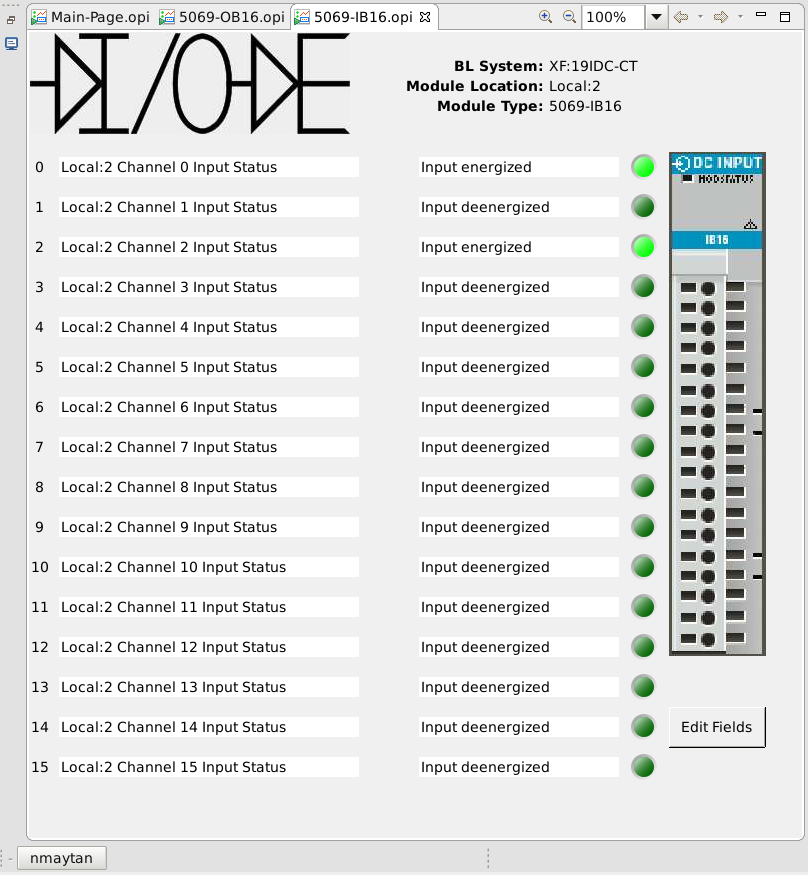 Main-Page.opi 5069-OB16.opi 5069-IB16.opi 100%
DI/ODE
BL System: XF:19IDC-CT
Module Location: Local:2
Module Type: 5069-IB16
DC INPUT
0 Local:2 Channel 0 Input Status Input energized
1 Local:2 Channel 1 Input Status Input deenergized
IB16
2 Local:2 Channel 2 Input Status Input energized
3 Local:2 Channel 3 Input Status Input deenergized
4 Local:2 Channel 4 Input Status Input deenergized
5 Local:2 Channel 5 Input Status Input deenergized
6 Local:2 Channel 6 Input Status Input deenergized
7 Local:2 Channel 7 Input Status Input deenergized
8 Local:2 Channel 8 Input Status Input deenergized
9 Local:2 Channel 9 Input Status Input deenergized
10 Local:2 Channel 10 Input Status Input deenergized
11 Local:2 Channel 11 Input Status Input deenergized
12 Local:2 Channel 12 Input Status Input deenergized
13 Local:2 Channel 13 Input Status Input deenergized
14 Local:2 Channel 14 Input Status Input deenergized Edit Fields
15 Local:2 Channel 15 Input Status Input deenergized
nmaytan